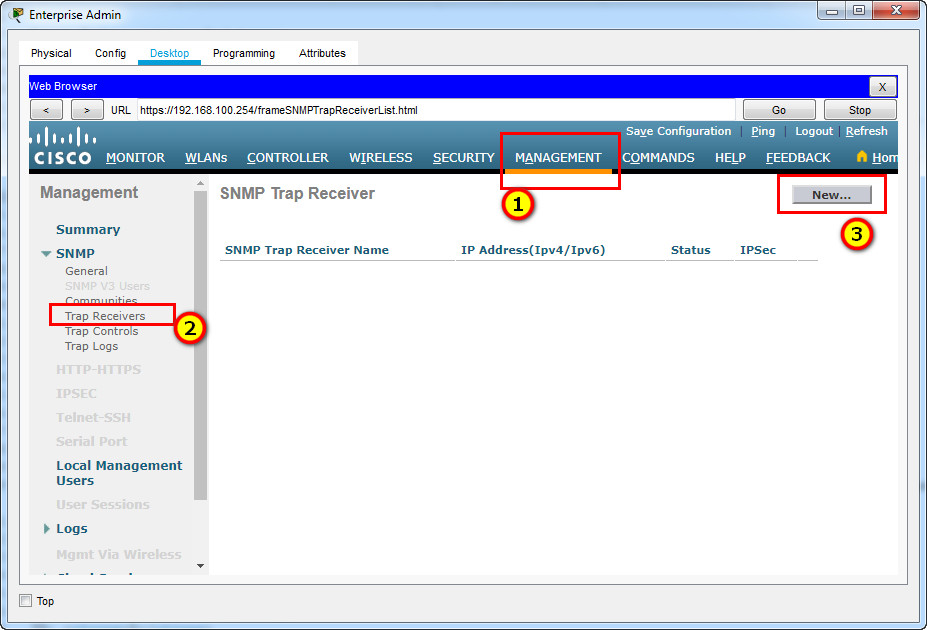 Enterprise Admin
Physical Config Desktop Programming Attributes
Web Browser X
< > URL https://192.168.100.254/frameSNMPTrapReceiverList.html Go Stop
Save Configuration Ping Logout Refresh
CISCO MONITOR WLANs CONTROLLER WIRELESS SECURITY MANAGEMENT COMMANDS HELP FEEDBACK Hom
1
Management
SNMP Trap Receiver
New...
3
Summary
SNMP
General
SNMP V3 Users
Communities
Trap Receivers
2
Trap Controls
Trap Logs
HTTP-HTTPS
IPSEC
Telnet-SSH
Serial Port
Local Management
Users
User Sessions
Logs
Mgmt Via Wireless
SNMP Trap Receiver Name IP Address(Ipv4/Ipv6) Status IPSec
Top